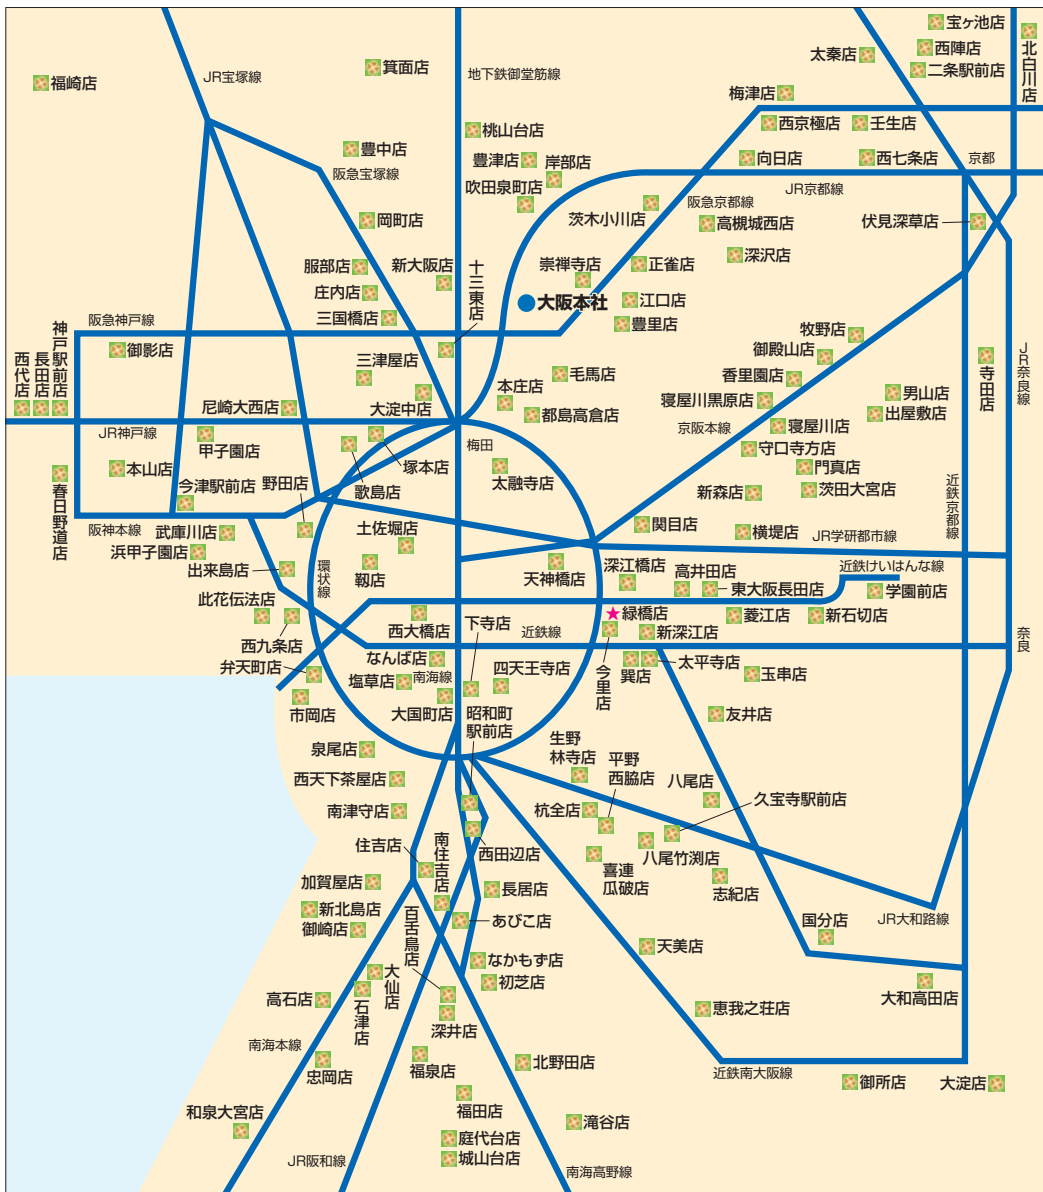 宝ヶ池店
西陣店
二条駅前店
北白川店
太秦店
梅津店
西京極店
壬生店
向日店
西七条店
京都
JR京都線
伏見深草店
福崎店
JR宝塚線
箕面店
地下鉄御堂筋線
桃山台店
豊津店
岸部店
吹田泉町店
豊中店
阪急宝塚線
茨木小川店
阪急京都線
高槻城西店
深沢店
岡町店
服部店
新大阪店
庄内店
三国橋店
十三東店
崇禅寺店
正雀店
大阪本社
江口店
豊里店
阪急神戸線
神戸駅前店
長田店
西代店
御影店
三津屋店
毛馬店
本庄店
都島高倉店
大淀中店
尼崎大西店
牧野店
御殿山店
香里園店
寝屋川黒原店
男山店
出屋敷店
寺田店
JR奈良線
JR神戸線
甲子園店
塚本店
歌島店
梅田
太融寺店
京阪本線
寝屋川店
守口寺方店
門真店
茨田大宮店
新森店
近鉄京都線
本山店
春日野道店
今津駅前店
野田店
阪神本線
武庫川店
浜甲子園店
出来島店
土佐堀店
靱店
環状線
関目店
横堤店
JR学研都市線
天神橋店
深江橋店
高井田店
東大阪長田店
近鉄けいはんな線
学園前店
此花伝法店
西九条店
弁天町店
西大橋店
下寺店
近鉄線
緑橋店
新深江店
菱江店
新石切店
奈良
なんば店
塩草店
南海線
四天王寺店
今里店
巽店
太平寺店
玉串店
市岡店
大国町店
昭和町
駅前店
友井店
泉尾店
西天下茶屋店
南津守店
生野
林寺店
平野
西脇店
八尾店
久宝寺駅前店
杭全店
住吉店
南住吉店
西田辺店
喜連
瓜破店
八尾竹渕店
志紀店
加賀屋店
新北島店
御崎店
長居店
あびこ店
百舌鳥店
国分店
JR大和路線
天美店
なかもず店
初芝店
大仙店
石津店
高石店
深井店
大和高田店
恵我之荘店
南海本線
忠岡店
福泉店
北野田店
近鉄南大阪線
御所店
大淀店
和泉大宮店
福田店
滝谷店
庭代台店
城山台店
JR阪和線
南海高野線